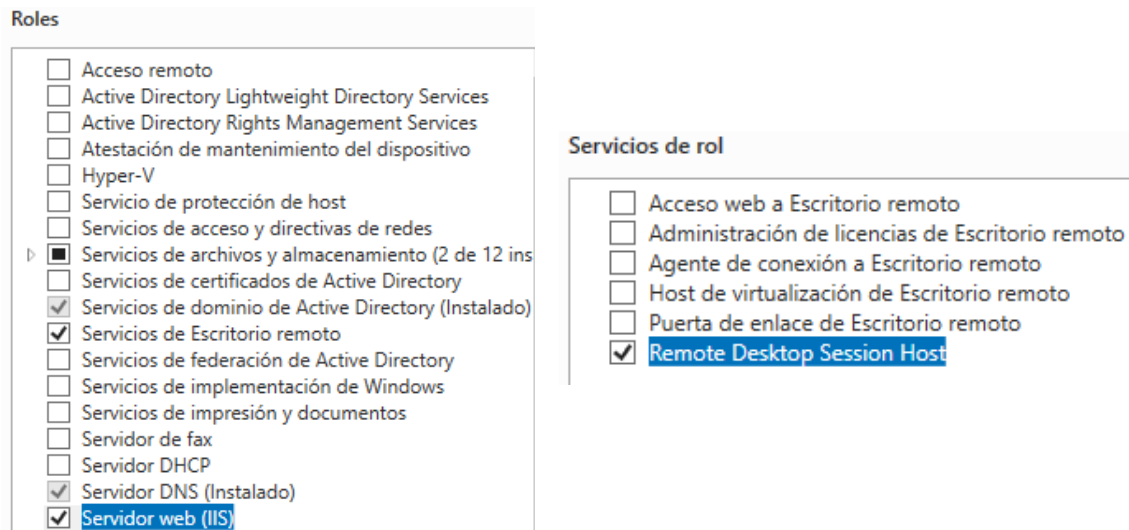 Roles
Acceso remoto
Active Directory Lightweight Directory Services
Active Directory Rights Management Services
Atestación de mantenimiento del dispositivo
Hyper-V
Servicio de protección de host
Servicios de acceso y directivas de redes
Servicios de archivos y almacenamiento (2 de 12 ins
Servicios de certificados de Active Directory
Servicios de dominio de Active Directory (Instalado)
Servicios de Escritorio remoto
Servicios de federación de Active Directory
Servicios de implementación de Windows
Servicios de impresión y documentos
Servidor de fax
Servidor DHCP
Servidor DNS (Instalado)
Servidor web (IIS)
Servicios de rol
Acceso web a Escritorio remoto
Administración de licencias de Escritorio remoto
Agente de conexión a Escritorio remoto
Host de virtualización de Escritorio remoto
Puerta de enlace de Escritorio remoto
Remote Desktop Session Host